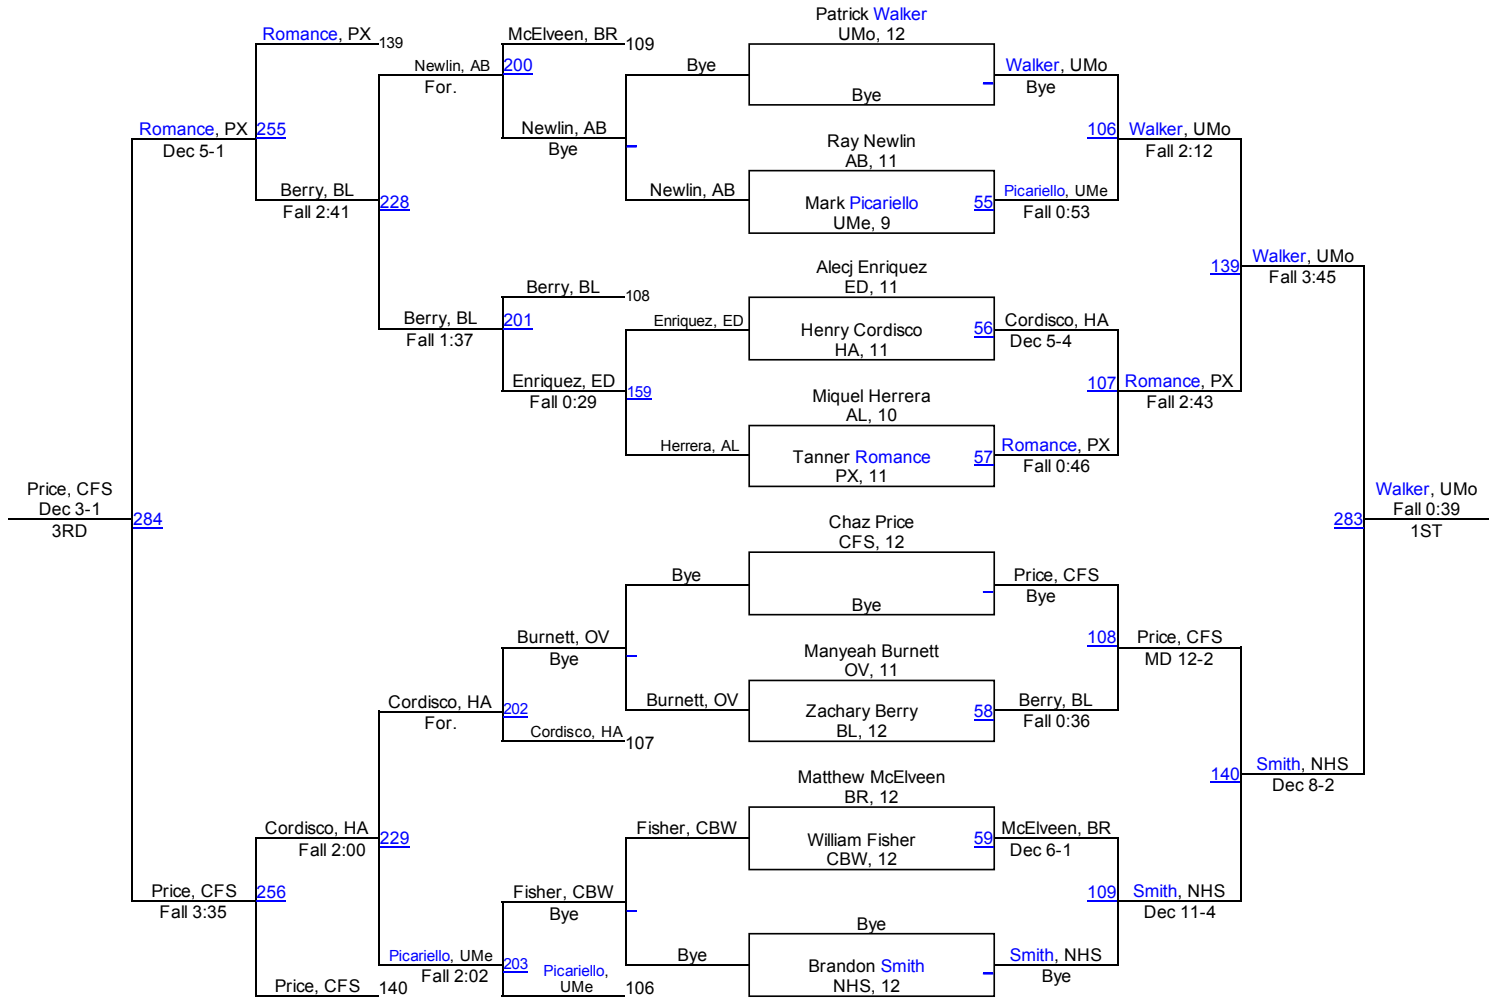 Patrick Walker
UMo, 12
Romance, PX
139
McElveen, BR
109
Newlin, AB
200
For.
Bye
Walker, UMo
Bye
Bye
Romance, PX
255
Dec 5-1
Newlin, AB
Bye
Ray Newlin
AB, 11
106
Walker, UMo
Fall 2:12
Berry, BL
Fall 2:41
228
Newlin, AB
Mark Picariello
UMe, 9
55
Picariello, UMe
Fall 0:53
Alecj Enriquez
ED, 11
139
Walker, UMo
Fall 3:45
Berry, BL
108
Berry, BL
Fall 1:37
201
Enriquez, ED
Henry Cordisco
HA, 11
56
Cordisco, HA
Dec 5-4
Enriquez, ED
Fall 0:29
159
Miquel Herrera
AL, 10
107
Romance, PX
Fall 2:43
Herrera, AL
Tanner Romance
PX, 11
57
Romance, PX
Fall 0:46
Price, CFS
Dec 3-1
3RD
284
Chaz Price
CFS, 12
283
Walker, UMo
Fall 0:39
1ST
Bye
Bye
Price, CFS
Bye
Burnett, OV
Bye
Manyeah Burnett
OV, 11
108
Price, CFS
MD 12-2
Cordisco, HA
For.
202
Cordisco, HA
107
Burnett, OV
Zachary Berry
BL, 12
58
Berry, BL
Fall 0:36
Matthew McElveen
BR, 12
140
Smith, NHS
Dec 8-2
Cordisco, HA
Fall 2:00
229
Fisher, CBW
William Fisher
CBW, 12
59
McElveen, BR
Dec 6-1
Price, CFS
Fall 3:35
256
Fisher, CBW
Bye
Bye
109
Smith, NHS
Dec 11-4
Picariello, UMe
Fall 2:02
203
Picariello,
UMe
106
Bye
Brandon Smith
NHS, 12
Smith, NHS
Bye
Price, CFS
140